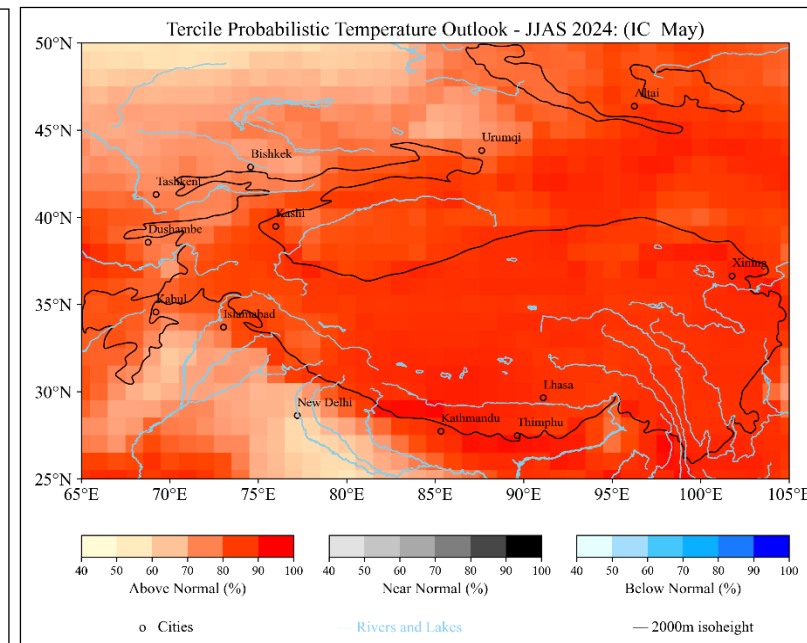 Tercile Probabilistic Temperature Outlook - JJAS 2024: (IC May)
50°N
Altai
45°N
Urumqi
Bishkek
Tashkent
40°N
Kashi
Dushambe
Xining
35°N
Kabul
Islamabad
30°N
Lhasa
New Delhi
Kathmandu
Thimphu
25°N
65°E 70°E 75°E 80°E 85°E 90°E 95°E 100°E 105°E
40 50 60 70 80 90 100 40 50 60 70 80 90 100 40 50 60 70 80 90 100
Above Normal (%) Near Normal (%) Below Normal (%)
Cities Rivers and Lakes 2000m isoheight